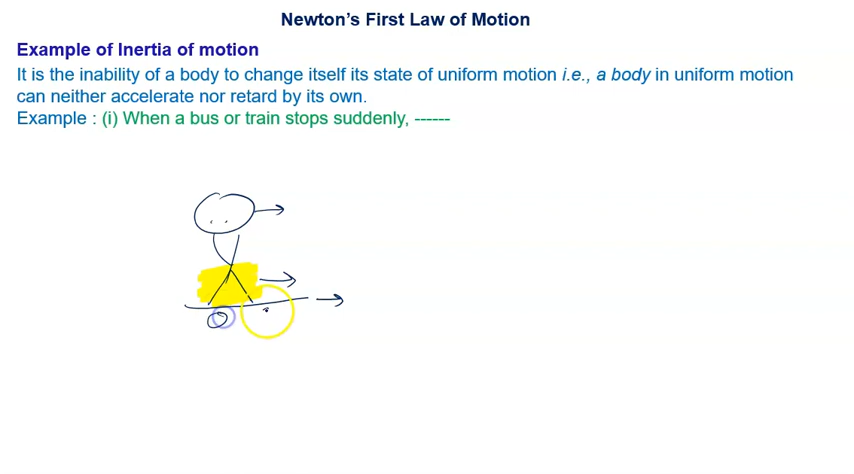 Newton's First Law of Motion
Example of Inertia of motion
It is the inability of a body to change itself its state of uniform motion i.e., a body in uniform motion
can neither accelerate nor retard by its own.
Example : (i) When a bus or train stops suddenly, ------